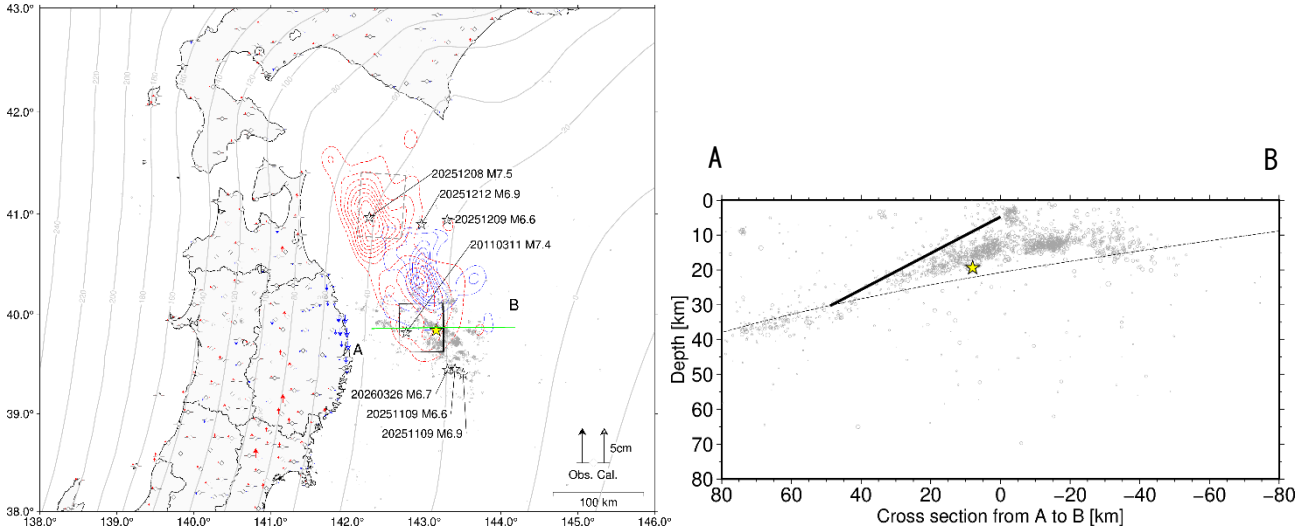 43.0°
42.0°
41.0°
40.0°
39.0°
38.0°
138.0°
139.0°
140.0°
141.0°
142.0°
143.0°
144.0°
145.0°
146.0°
20251208 M7.5
20251212 M6.9
20251209 M6.6
20110311 M7.4
B
A
20260326 M6.7
20251109 M6.6
20251109 M6.9
5cm
Obs. Cal.
100 km
A
B
0
10
20
30
40
50
60
70
80
Depth [km]
80
60
40
20
0
−20
−40
−60
−80
Cross section from A to B [km]